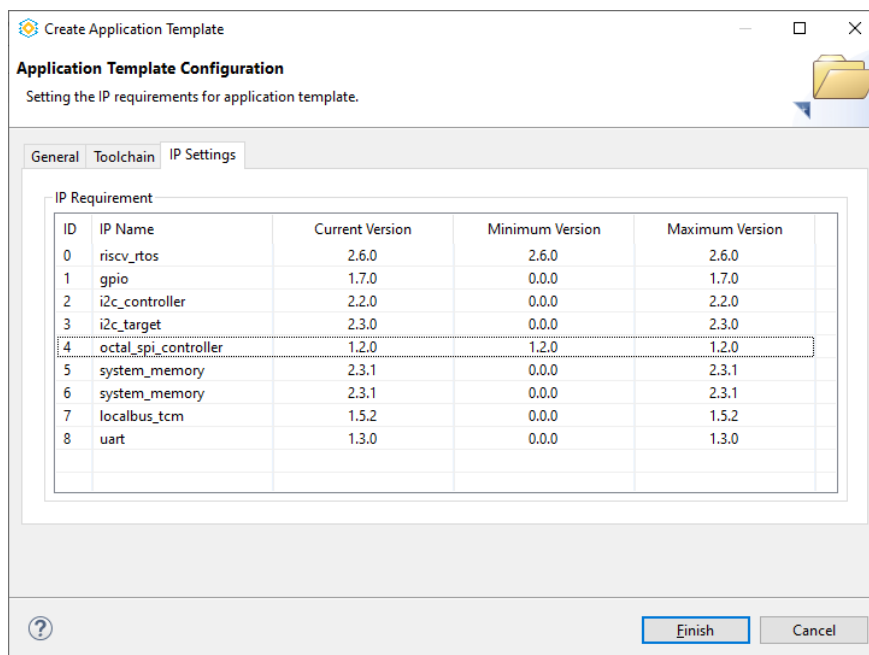 Create Application Template
Application Template Configuration
Setting the IP requirements for application template.
General Toolchain IP Settings
IP Requirement
ID IP Name Current Version Minimum Version Maximum Version
0 riscv_rtos 2.6.0 2.6.0 2.6.0
1 gpio 1.7.0 0.0.0 1.7.0
2 i2c_controller 2.2.0 0.0.0 2.2.0
3 i2c_target 2.3.0 0.0.0 2.3.0
4 octal_spi_controller 1.2.0 1.2.0 1.2.0
5 system_memory 2.3.1 0.0.0 2.3.1
6 system_memory 2.3.1 0.0.0 2.3.1
7 localbus_tcm 1.5.2 0.0.0 1.5.2
8 uart 1.3.0 0.0.0 1.3.0
? Finish Cancel